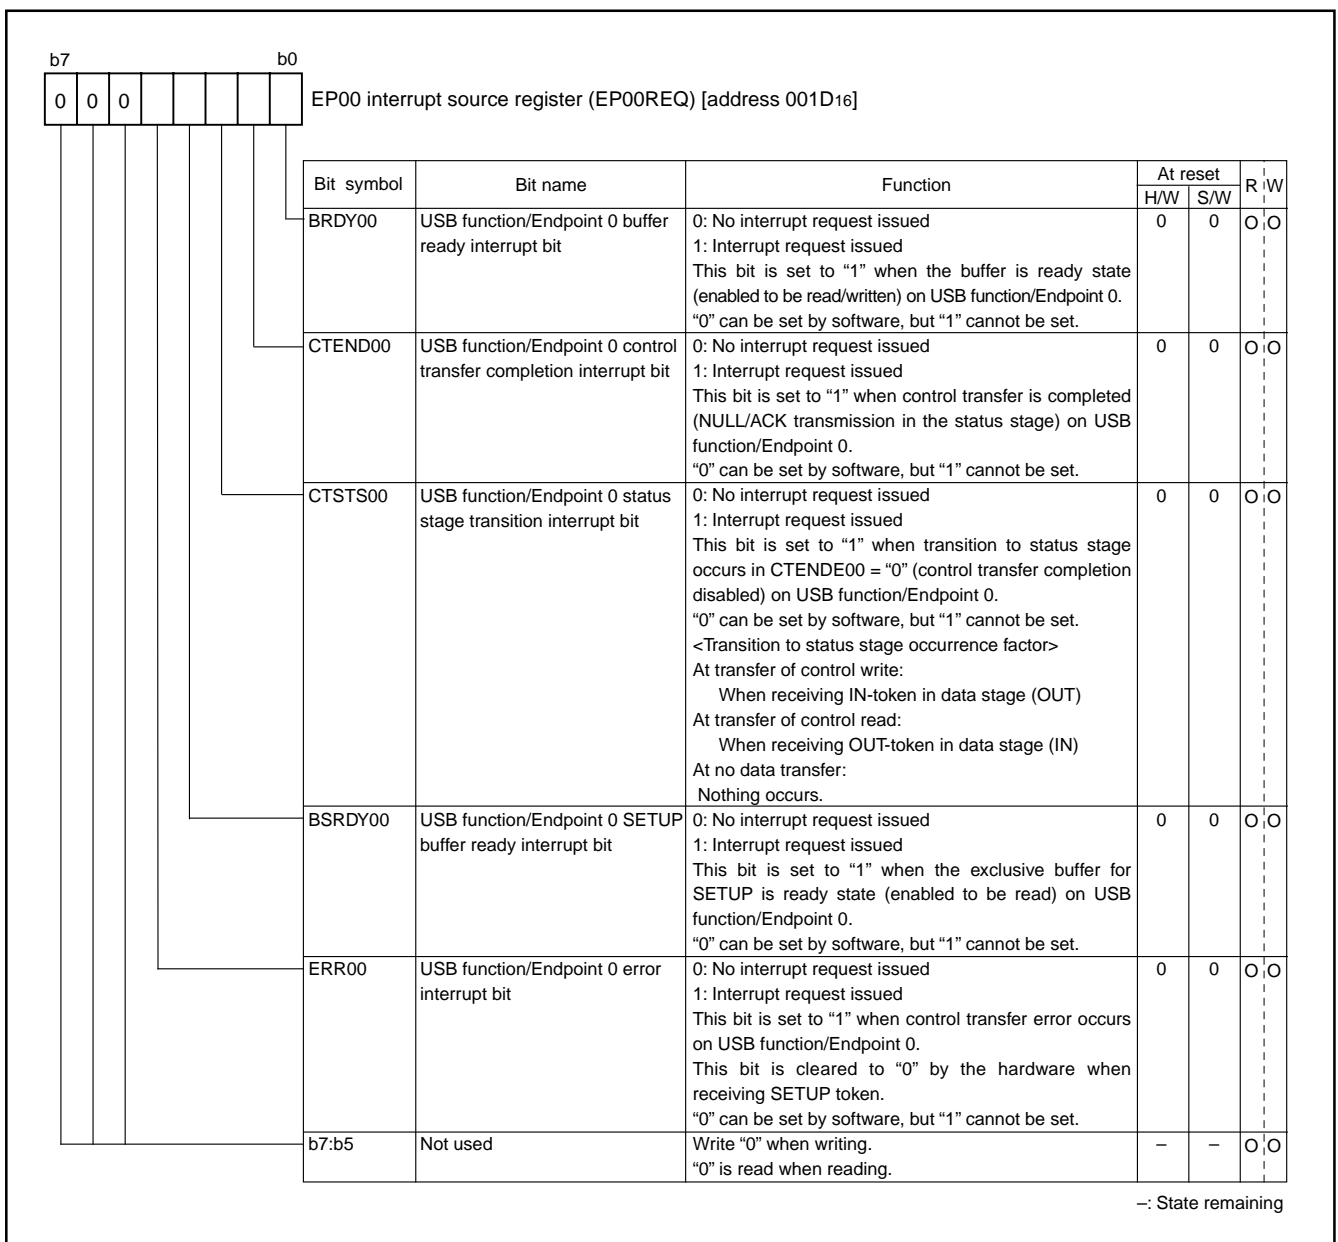 b7 b0
0 0 0 EP00 interrupt source register (EP00REQ) [address 001D16]
Bit symbol Bit name Function At reset R W
H/W S/W
BRDY00 USB function/Endpoint 0 buffer 0: No interrupt request issued 0 0 O O
ready interrupt bit 1: Interrupt request issued
This bit is set to “1” when the buffer is ready state
(enabled to be read/written) on USB function/Endpoint 0.
“0” can be set by software, but “1” cannot be set.
CTEND00 USB function/Endpoint 0 control 0: No interrupt request issued 0 0 O O
transfer completion interrupt bit 1: Interrupt request issued
This bit is set to “1” when control transfer is completed
(NULL/ACK transmission in the status stage) on USB
function/Endpoint 0.
“0” can be set by software, but “1” cannot be set.
CTSTS00 USB function/Endpoint 0 status 0: No interrupt request issued 0 0 O O
stage transition interrupt bit 1: Interrupt request issued
This bit is set to “1” when transition to status stage
occurs in CTENDE00 = “0” (control transfer completion
disabled) on USB function/Endpoint 0.
“0” can be set by software, but “1” cannot be set.
<Transition to status stage occurrence factor>
At transfer of control write:
When receiving IN-token in data stage (OUT)
At transfer of control read:
When receiving OUT-token in data stage (IN)
At no data transfer:
Nothing occurs.
BSRDY00 USB function/Endpoint 0 SETUP 0: No interrupt request issued 0 0 O O
buffer ready interrupt bit 1: Interrupt request issued
This bit is set to “1” when the exclusive buffer for
SETUP is ready state (enabled to be read) on USB
function/Endpoint 0.
“0” can be set by software, but “1” cannot be set.
ERR00 USB function/Endpoint 0 error 0: No interrupt request issued 0 0 O O
interrupt bit 1: Interrupt request issued
This bit is set to “1” when control transfer error occurs
on USB function/Endpoint 0.
This bit is cleared to “0” by the hardware when
receiving SETUP token.
“0” can be set by software, but “1” cannot be set.
b7:b5 Not used Write “0” when writing. – – O O
“0” is read when reading.
–: State remaining